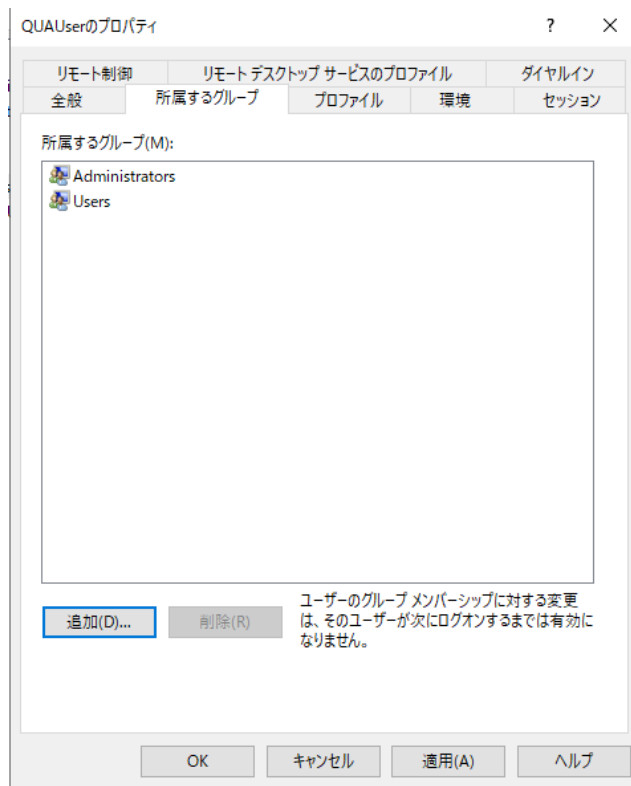 QUAUserのプロパティ
?
リモート制御
リモート デスクトップ サービスのプロファイル
ダイヤルイン
全般
所属するグループ
プロファイル
環境
セッション
所属するグループ(M):
Administrators
Users
追加(D)...
削除(R)
ユーザーのグループ メンバーシップに対する変更
は、そのユーザーが次にログオンするまでは有効に
なりません。
OK
キャンセル
適用(A)
ヘルプ